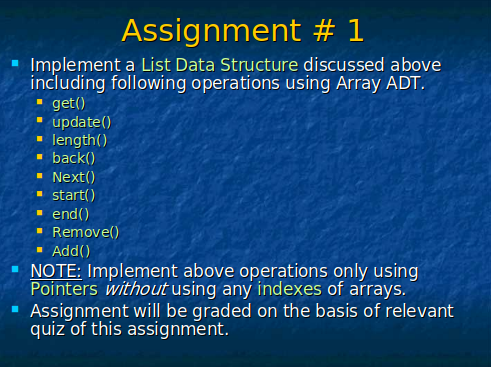 Assignment # 1
Implement a List Data Structure discussed above
including following operations using Array ADT.
get()
update()
length()
back()
Next()
start()
end()
Remove()
Add()
NOTE: Implement above operations only using
Pointers without using any indexes of arrays.
Assignment will be graded on the basis of relevant
quiz of this assignment.